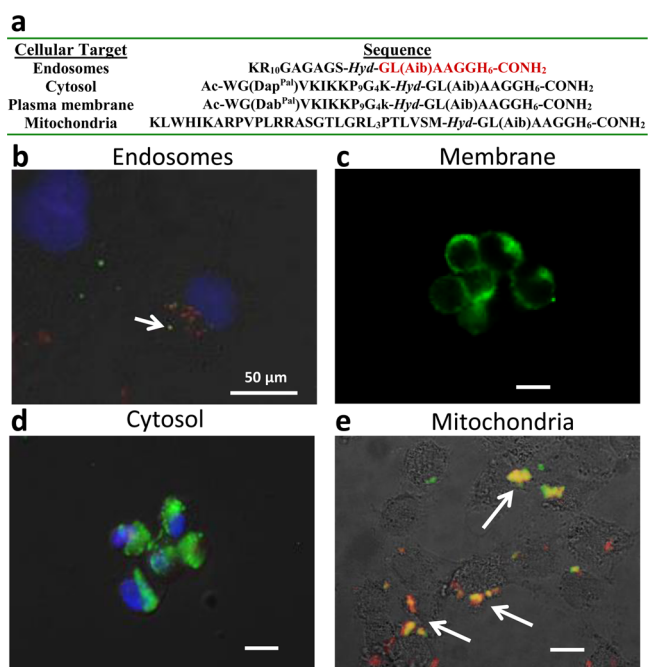 a
Cellular Target Sequence
Endosomes KR₁₀GAGAGS-Hyd-GL(Aib)AAGGH₆-CONH₂
Cytosol Ac-WG(Dapᴾᵃˡ)VKIKKP₉G₄K-Hyd-GL(Aib)AAGGH₆-CONH₂
Plasma membrane Ac-WG(Dabᴾᵃˡ)VKIKKP₉G₄k-Hyd-GL(Aib)AAGGH₆-CONH₂
Mitochondria KLWHIKARPVPLRRASGTLGRL₃PTLVSM-Hyd-GL(Aib)AAGGH₆-CONH₂
b Endosomes
50 µm
c Membrane
d Cytosol
e Mitochondria